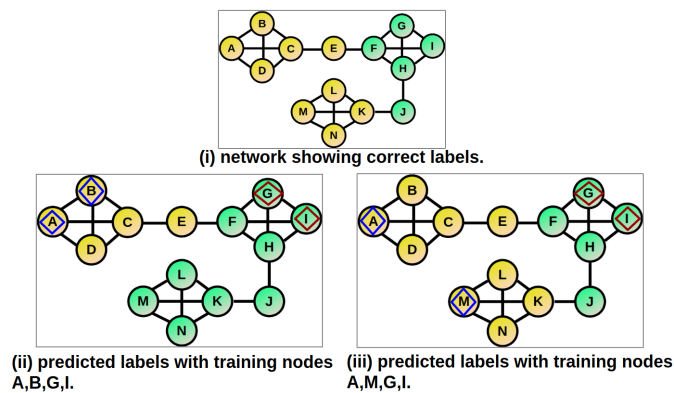 B
G
A
C
E
F
I
D
H
L
M
K
J
N
(i) network showing correct labels.
B
G
A
C
E
F
I
D
H
L
M
K
J
N
(ii) predicted labels with training nodes
A,B,G,I.
B
G
A
C
E
F
I
D
H
L
M
K
J
N
(iii) predicted labels with training nodes
A,M,G,I.